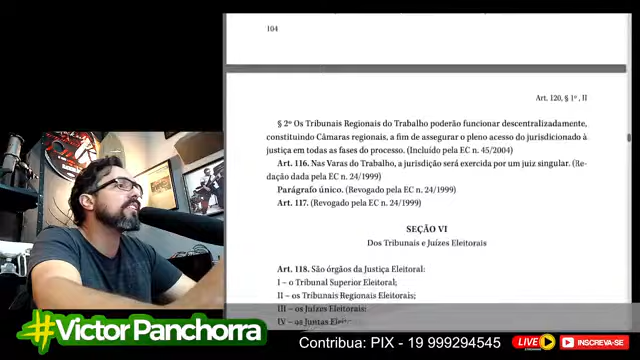 104
Art. 120, § 1º , II
§ 2º Os Tribunais Regionais do Trabalho poderão funcionar descentralizadamente,
constituindo Câmaras regionais, a fim de assegurar o pleno acesso do jurisdicionado à
justiça em todas as fases do processo. (Incluído pela EC n. 45/2004)
Art. 116. Nas Varas do Trabalho, a jurisdição será exercida por um juiz singular. (Re-
dação dada pela EC n. 24/1999)
Parágrafo único. (Revogado pela EC n. 24/1999)
Art. 117. (Revogado pela EC n. 24/1999)
SEÇÃO VI
Dos Tribunais e Juízes Eleitorais
Art. 118. São órgãos da Justiça Eleitoral:
I – o Tribunal Superior Eleitoral;
II – os Tribunais Regionais Eleitorais;
III – os Juízes Eleitorais;
IV – as Juntas
#Victor Panchorra
Contribua: PIX - 19 999294545
LIVE
INSCREVA-SE